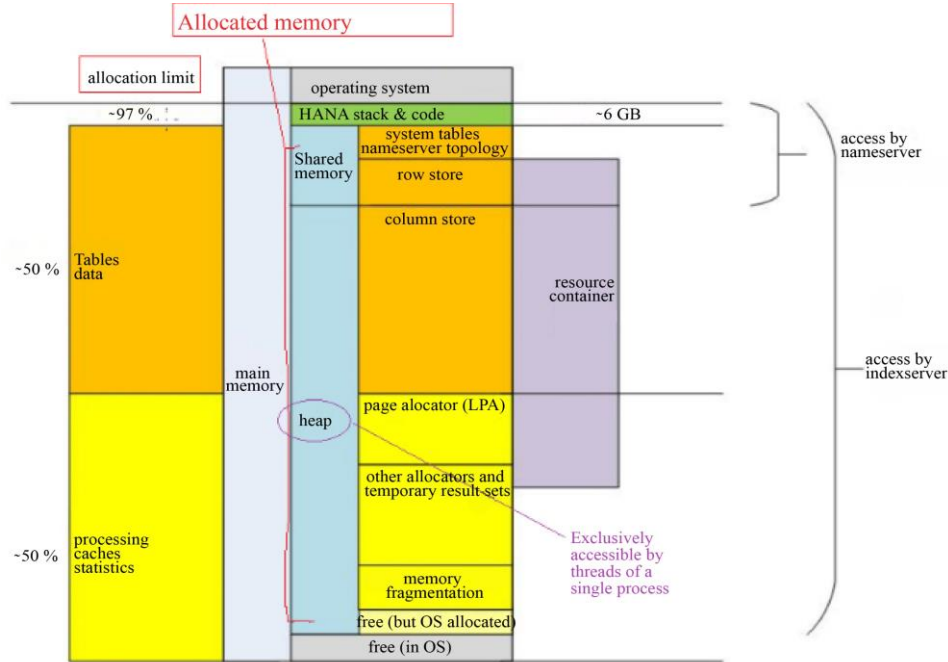 Allocated memory
allocation limit
operating system
~97 %
HANA stack & code
~6 GB
system tables
nameserver topology
Shared
memory
row store
access by
nameserver
column store
~50 %
Tables
data
resource
container
main
memory
access by
indexserver
page alocator (LPA)
heap
other allocators and
temporary result sets
~50 %
processing
caches
statistics
Exclusively
accessible by
threads of a
single process
memory
fragmentation
free (but OS allocated)
free (in OS)